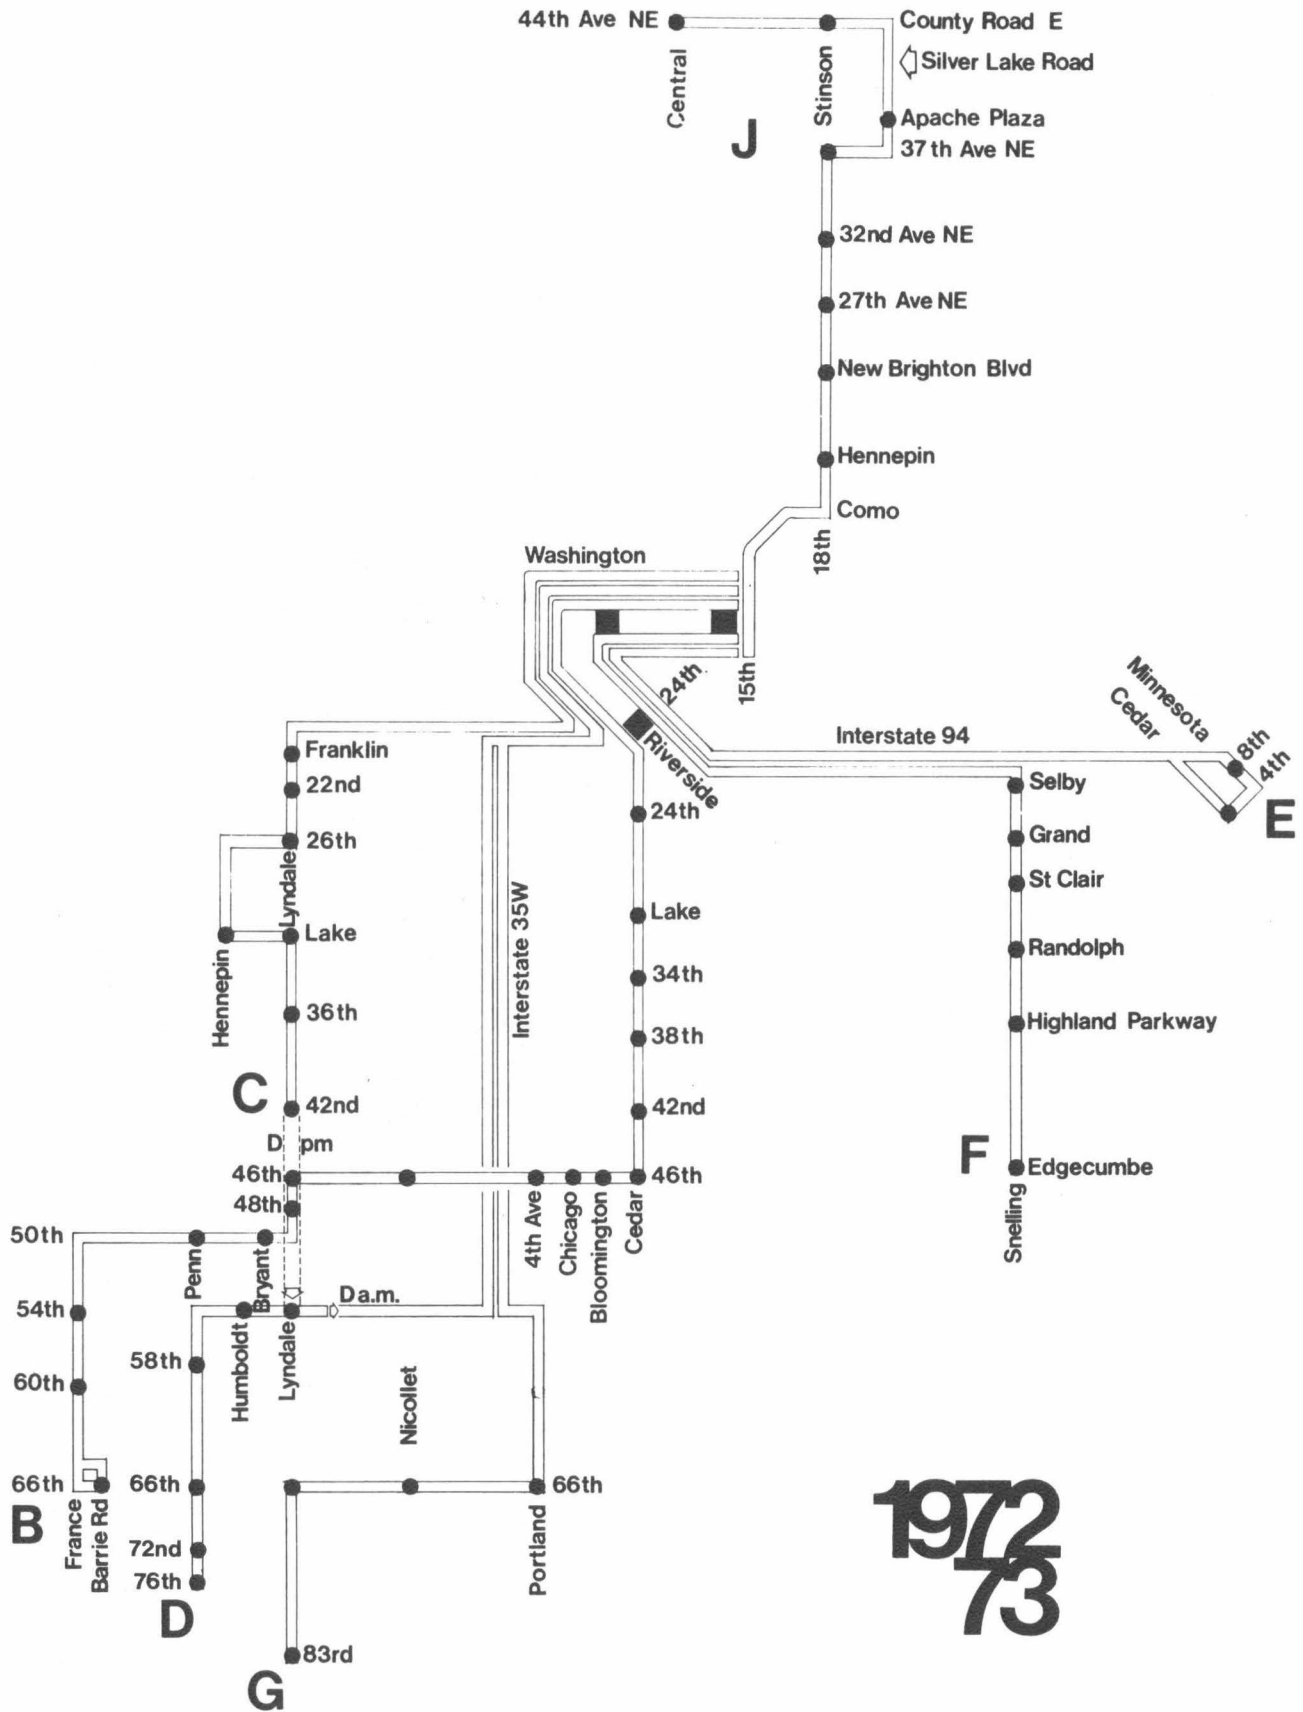 44th Ave NE
County Road E
Silver Lake Road
Central
Stinson
Apache Plaza
J
37th Ave NE
32nd Ave NE
27th Ave NE
New Brighton Blvd
Hennepin
Como
18th
Washington
24th
15th
Minnesota
Cedar
8th
4th
Interstate 94
Riverside
E
Franklin
22nd
26th
Lyndale
Lake
Hennepin
36th
C
42nd
D pm
Interstate 35W
24th
Lake
34th
38th
42nd
46th
Selby
Grand
St Clair
Randolph
Highland Parkway
F
Edgecumbe
Snelling
46th
48th
4th Ave
Chicago
Bloomington
Cedar
50th
Penn
Bryant
54th
D a.m.
Humboldt
Lyndale
58th
60th
Nicollet
66th
B
France
Barrie Rd
66th
66th
Portland
72nd
76th
D
83rd
G
1972
73